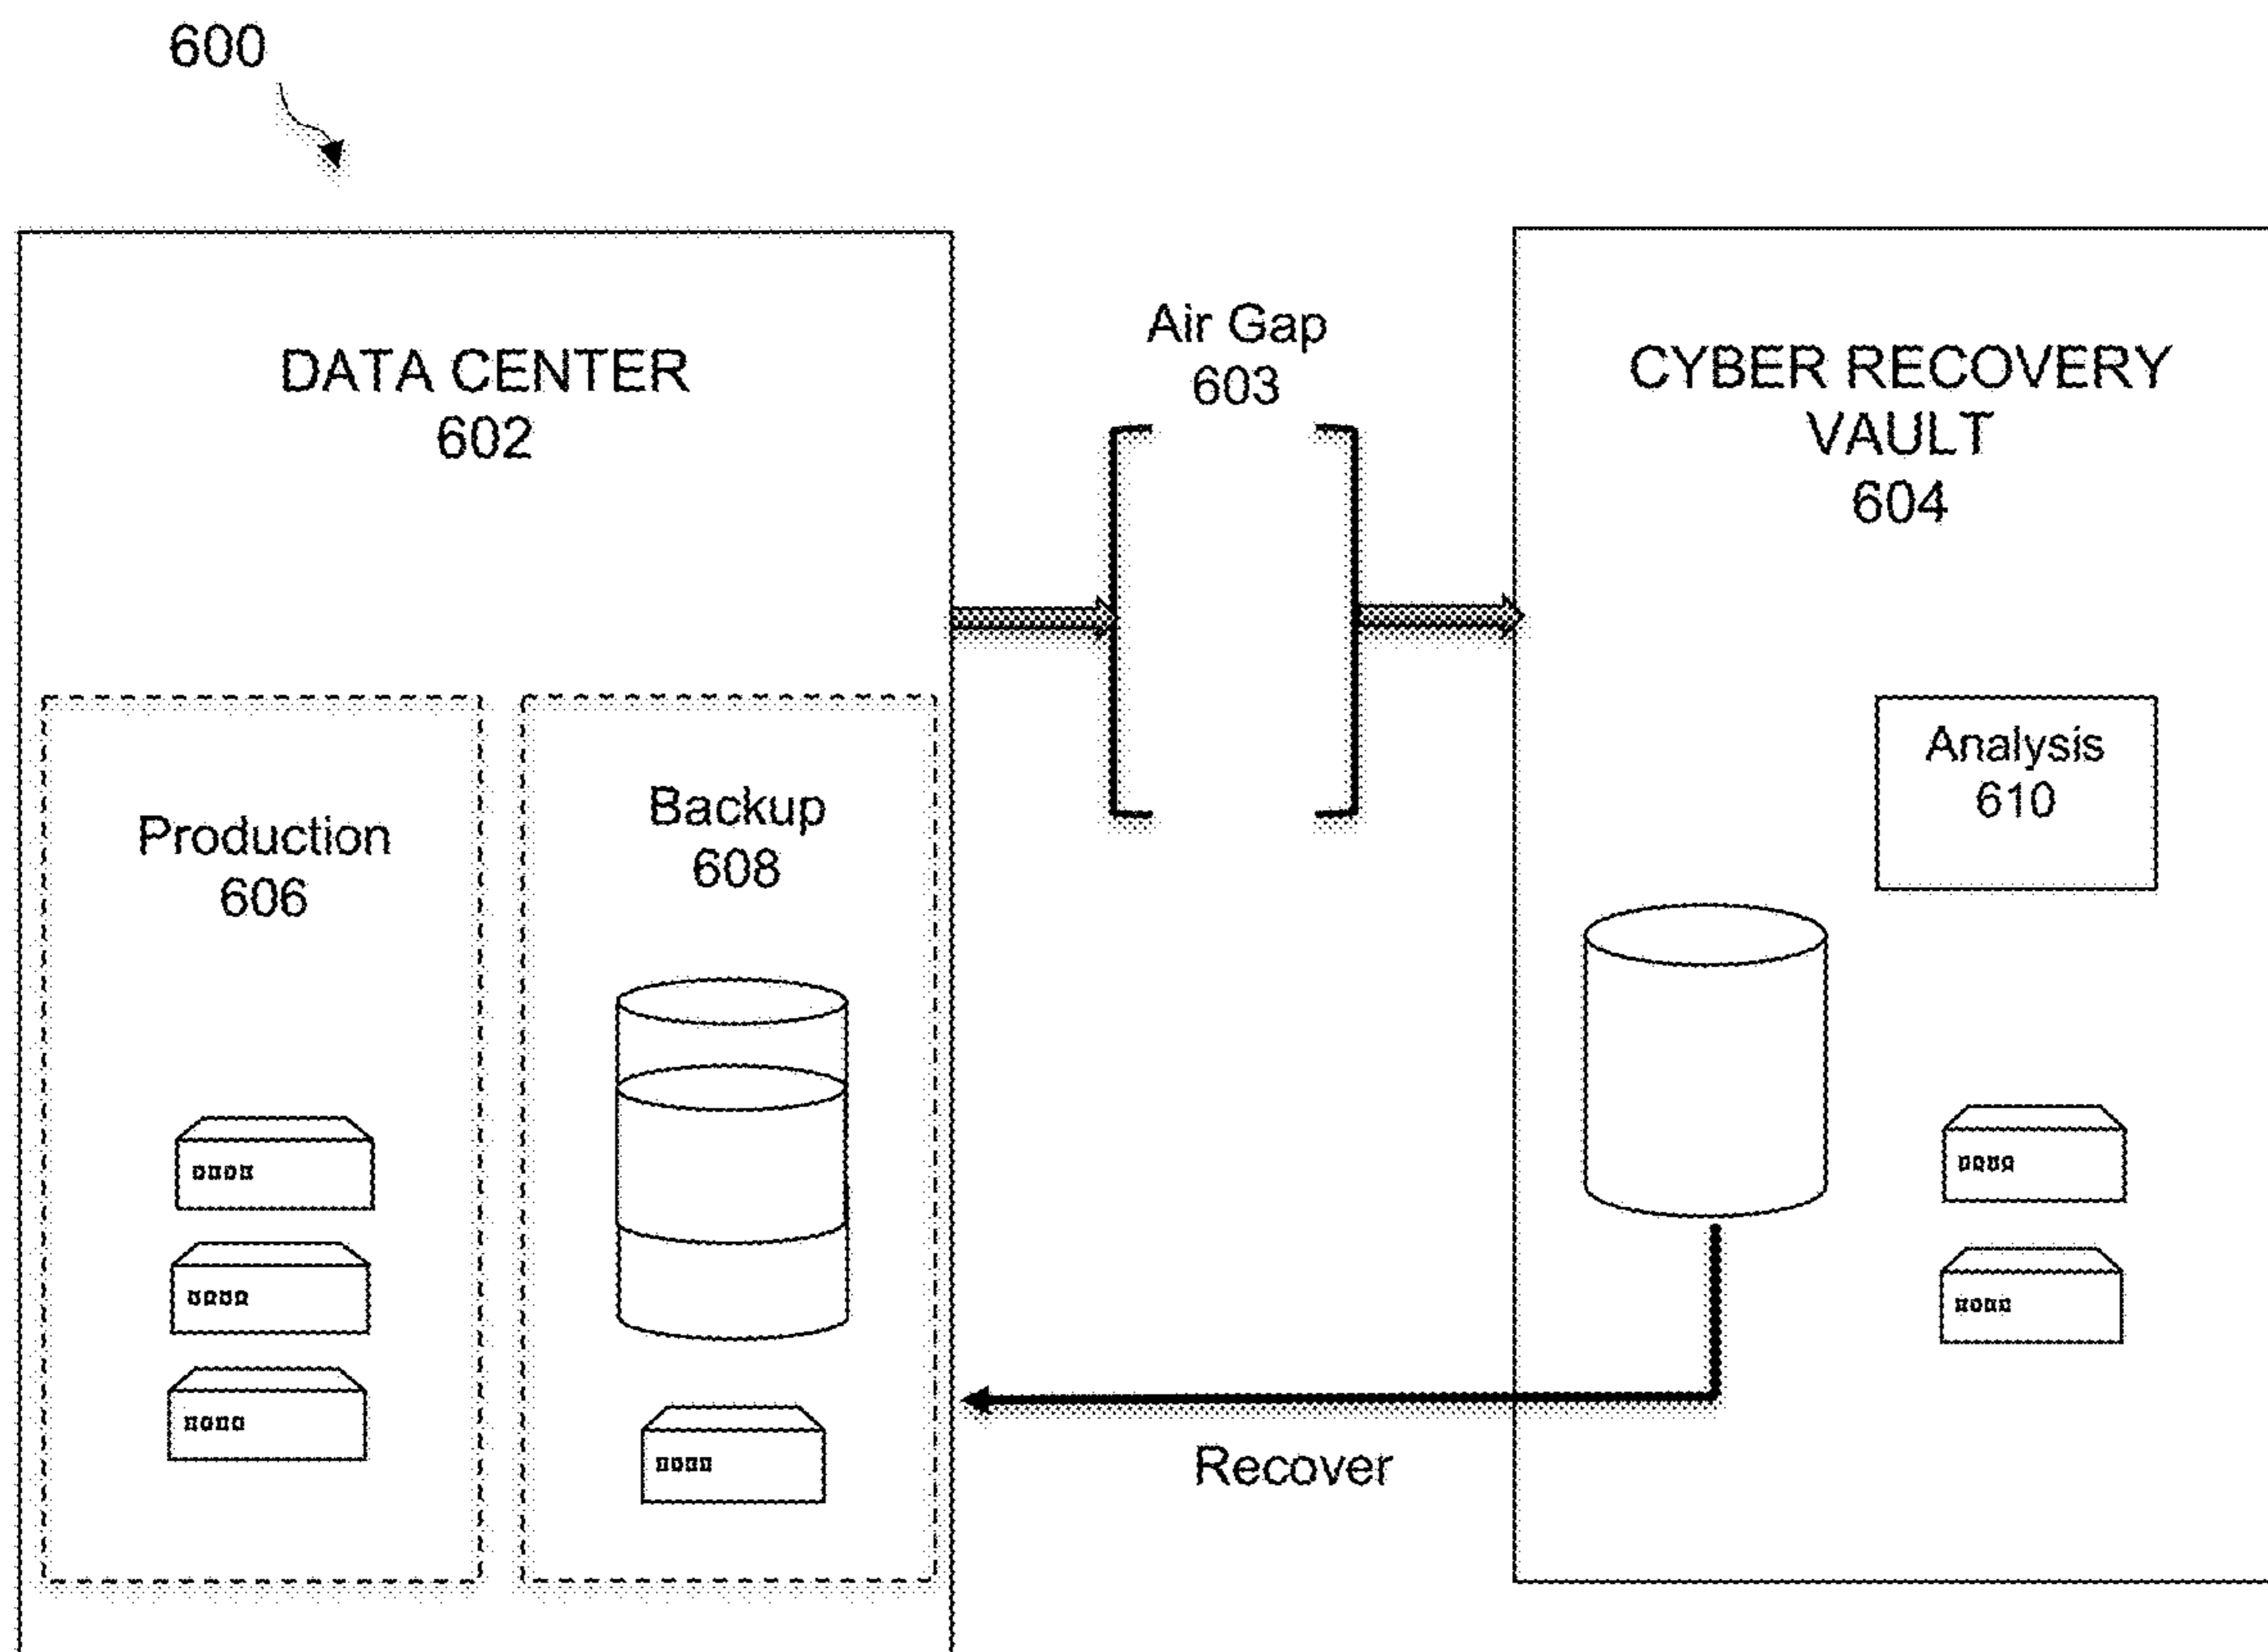 600
DATA CENTER
602
Air Gap
603
CYBER RECOVERY
VAULT
604
Production
606
Backup
608
Analysis
610
Recover